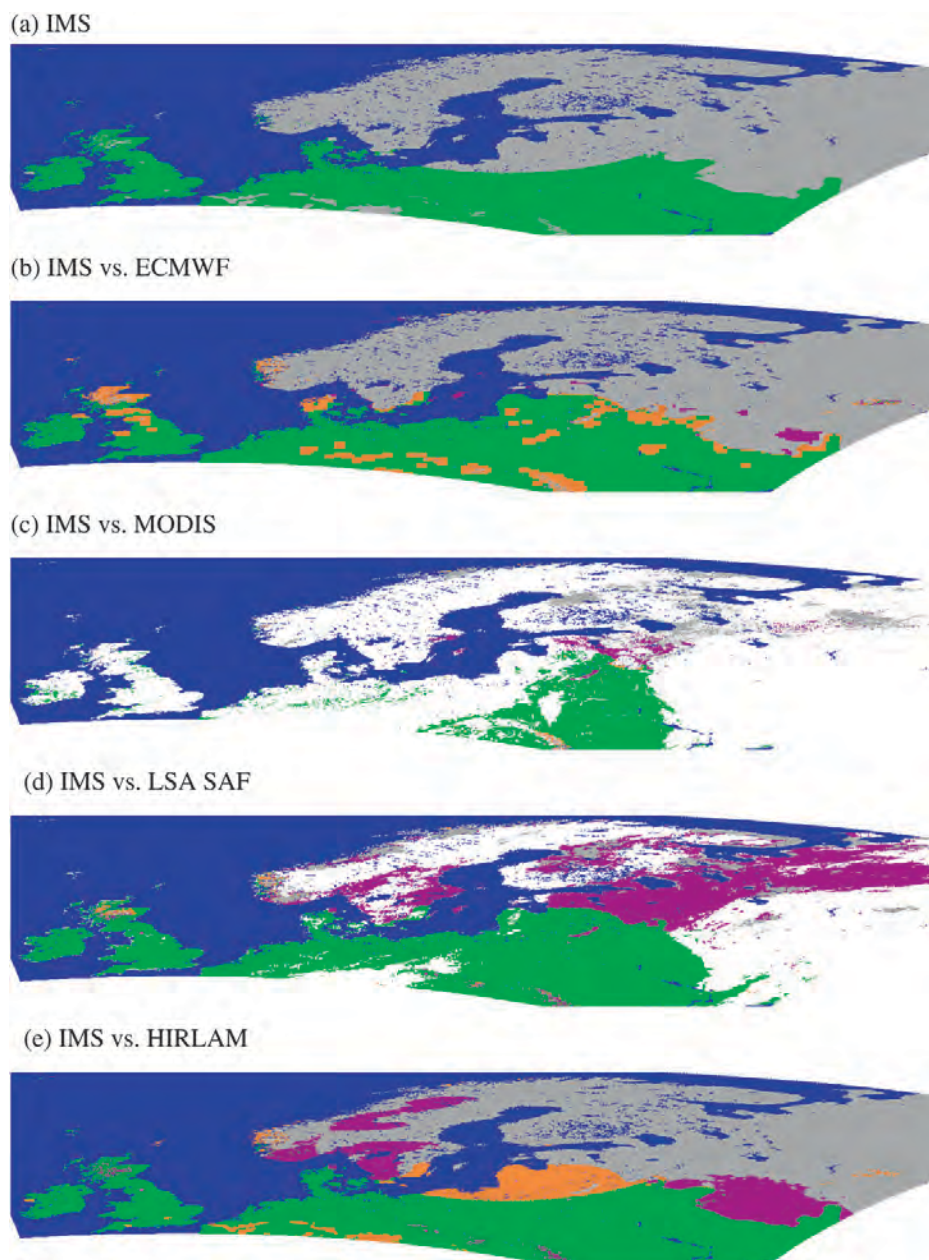 (a) IMS
(b) IMS vs. ECMWF
(c) IMS vs. MODIS
(d) IMS vs. LSA SAF
(e) IMS vs. HIRLAM